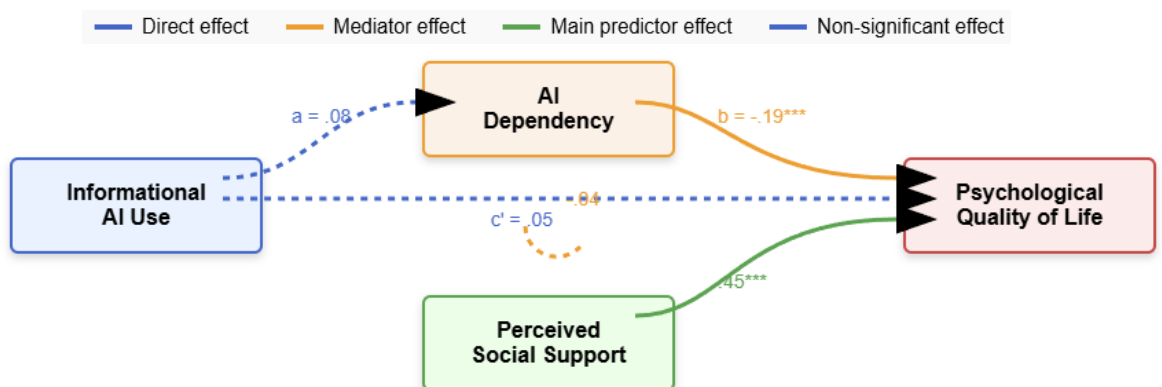 Direct effect
Mediator effect
Main predictor effect
Non-significant effect
AI
Dependency
a = .08
b = -.19***
Informational
AI Use
Psychological
Quality of Life
-.04
c' = .05
.45***
Perceived
Social Support